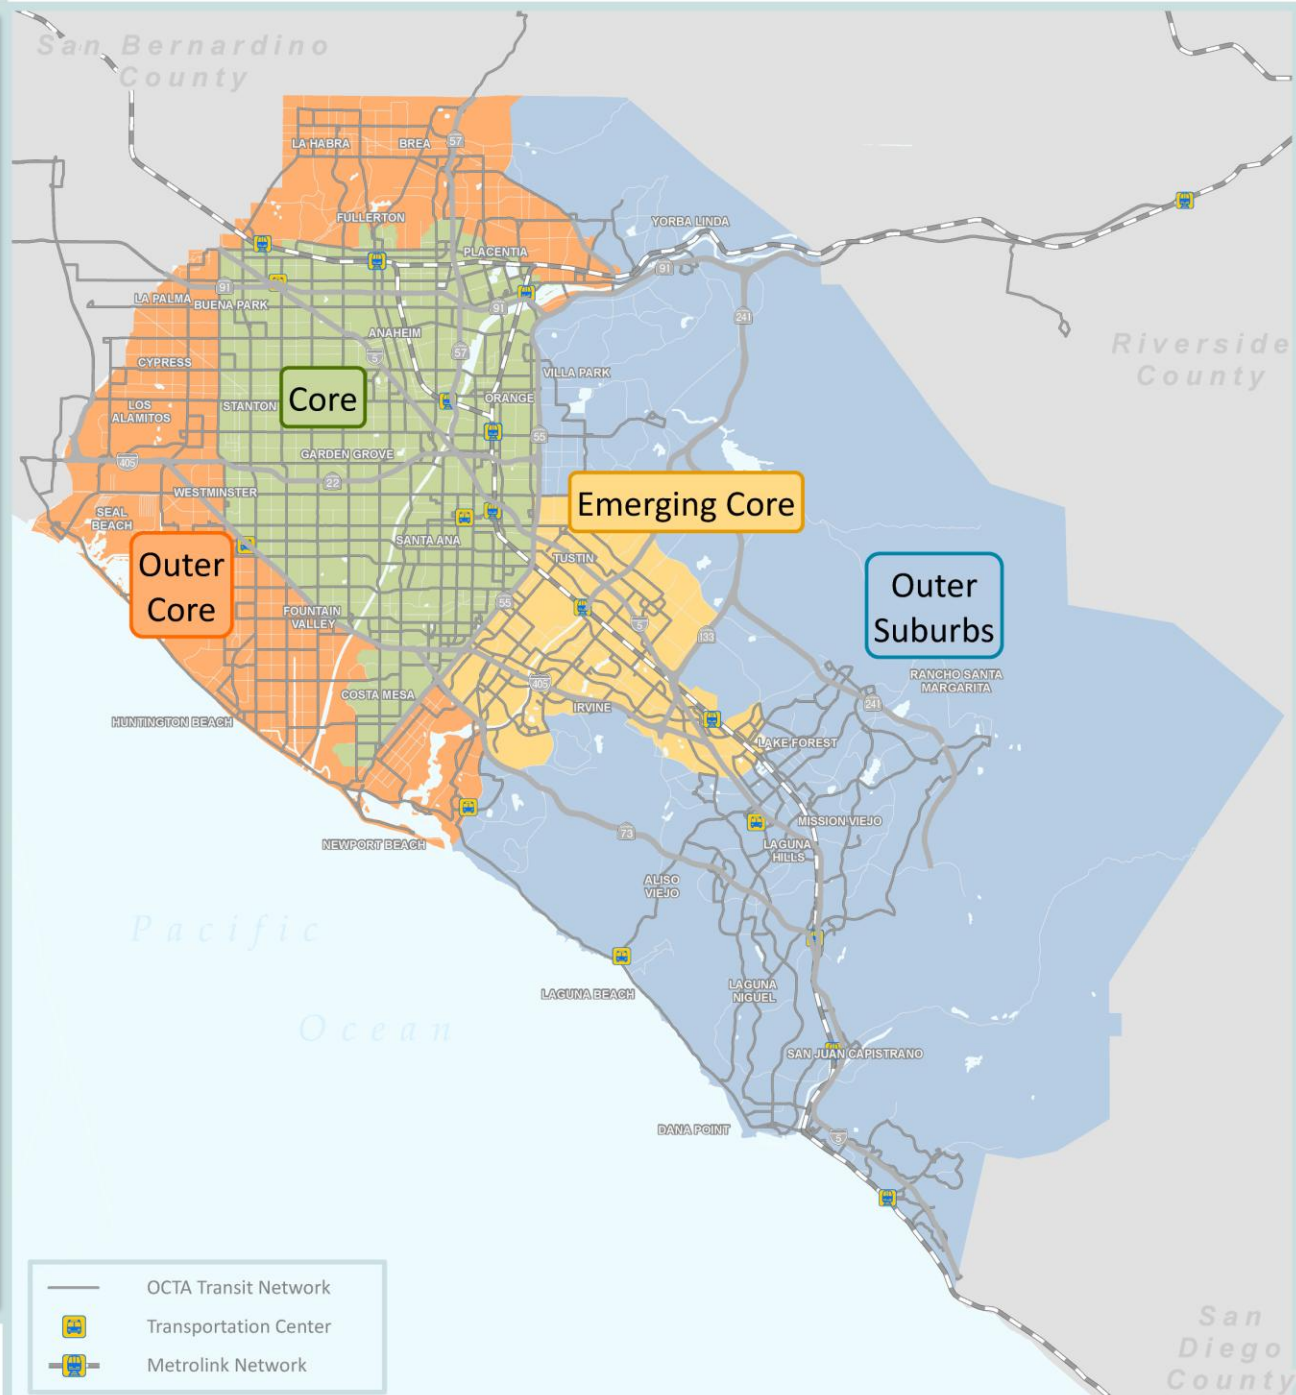 San Bernardino
County
LA HABRA
BREA
57
FULLERTON
YORBA LINDA
PLACENTIA
91
91
LA PALMA
BUENA PARK
91
241
ANAHEIM
57
5
Riverside
County
CYPRESS
VILLA PARK
Core
LOS
ALAMITOS
STANTON
ORANGE
55
GARDEN GROVE
405
22
WESTMINSTER
Emerging Core
SEAL
BEACH
SANTA ANA
TUSTIN
Outer
Core
Outer
Suburbs
FOUNTAIN
VALLEY
55
5
133
RANCHO SANTA
MARGARITA
COSTA MESA
405
241
IRVINE
HUNTINGTON BEACH
LAKE FOREST
MISSION VIEJO
73
NEWPORT BEACH
LAGUNA
HILLS
ALISO
VIEJO
Pacific
Ocean
LAGUNA BEACH
LAGUNA
NIGUEL
SAN JUAN CAPISTRANO
DANA POINT
5
OCTA Transit Network
Transportation Center
Metrolink Network
San
Diego
County